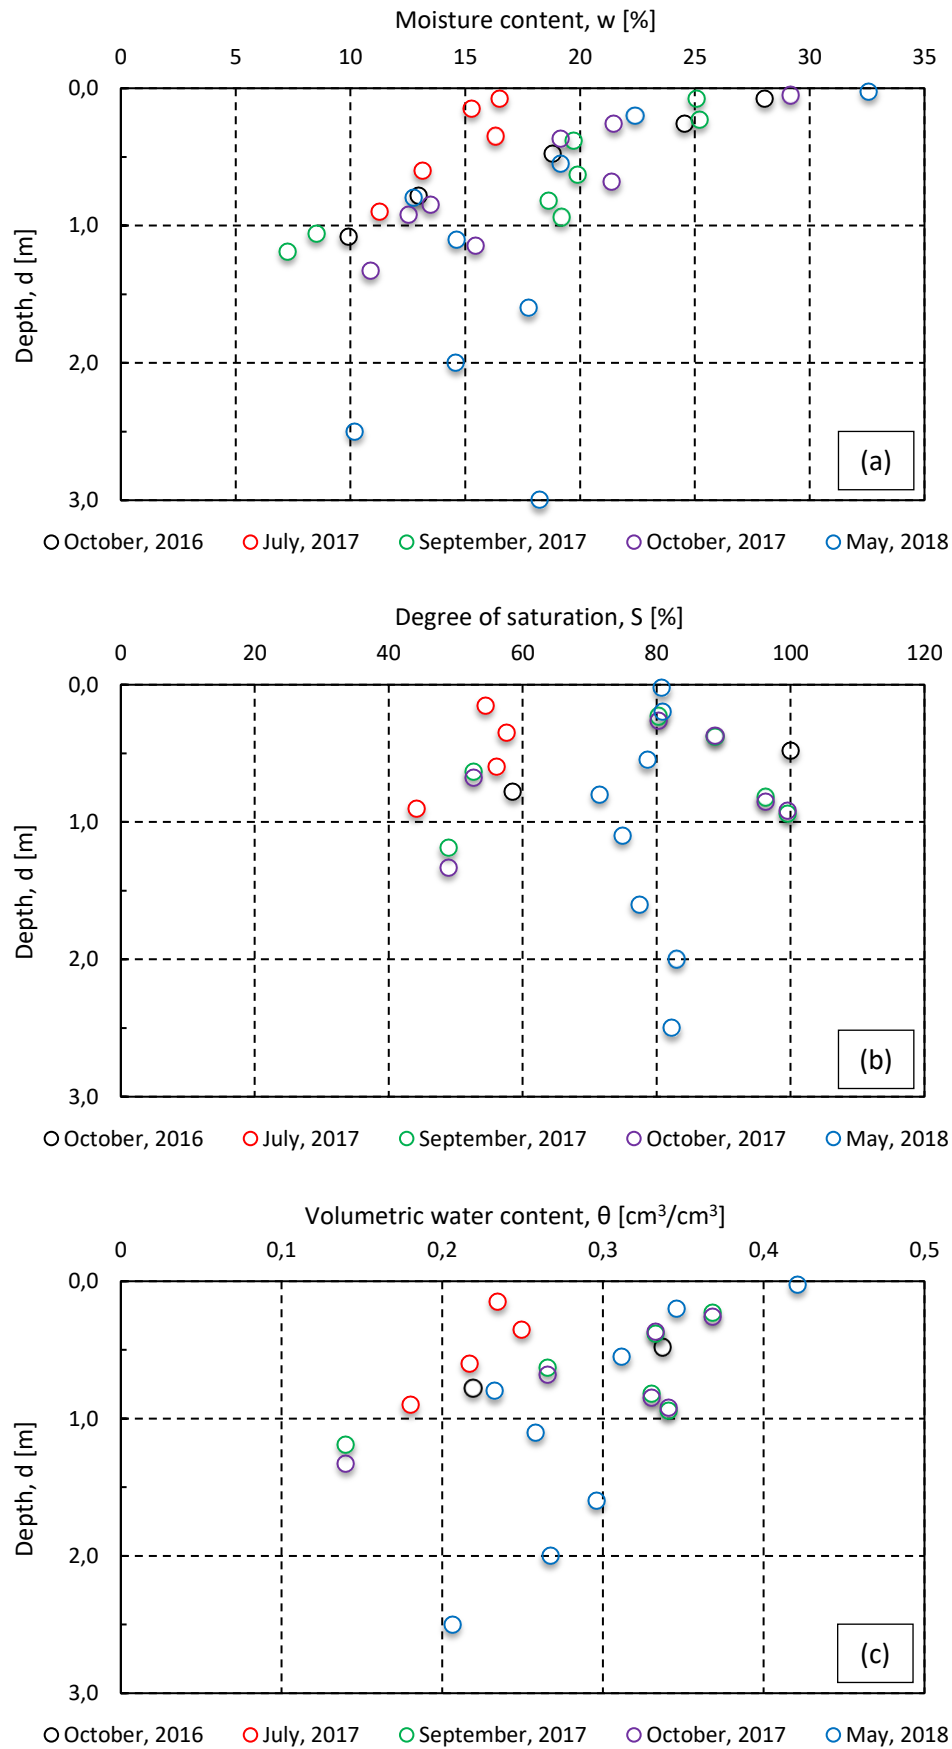 Moisture content, w [%]
0 5 10 15 20 25 30 35
0,0
1,0
2,0
3,0
Depth, d [m]
(a)
October, 2016 July, 2017 September, 2017 October, 2017 May, 2018
Degree of saturation, S [%]
0 20 40 60 80 100 120
0,0
1,0
2,0
3,0
Depth, d [m]
(b)
October, 2016 July, 2017 September, 2017 October, 2017 May, 2018
Volumetric water content, θ [cm³/cm³]
0 0,1 0,2 0,3 0,4 0,5
0,0
1,0
2,0
3,0
Depth, d [m]
(c)
October, 2016 July, 2017 September, 2017 October, 2017 May, 2018